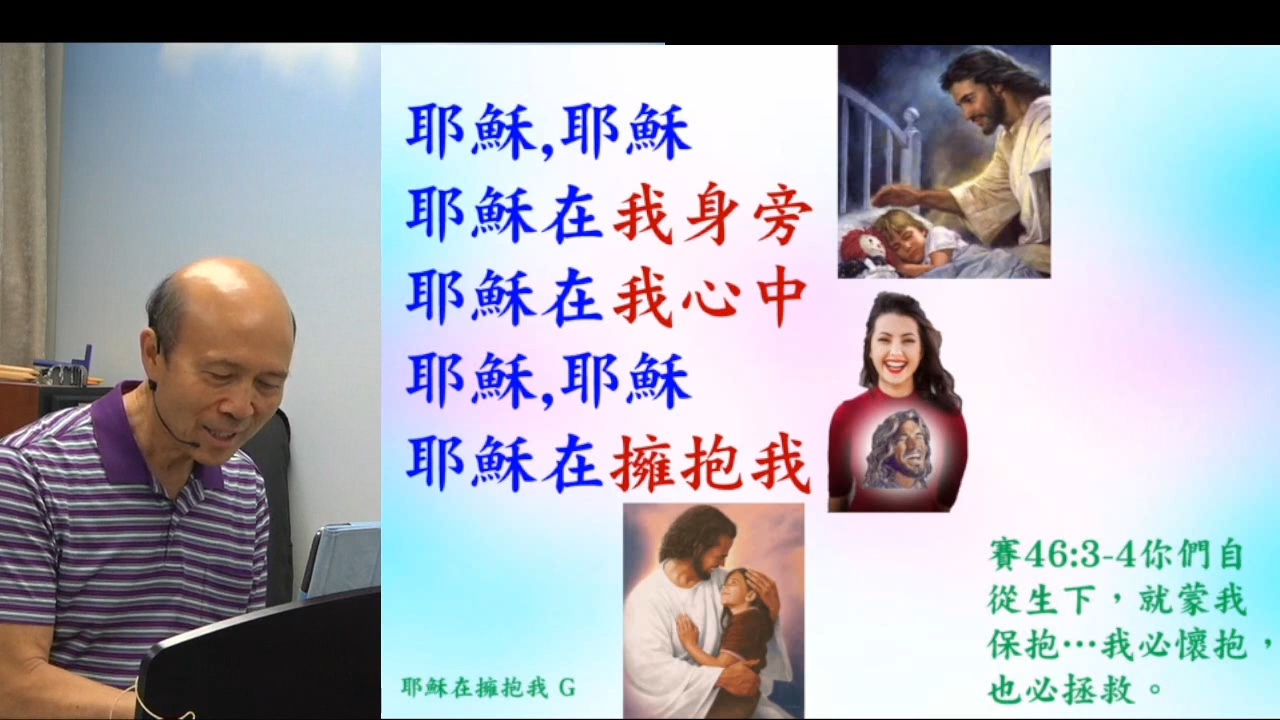 耶穌,耶穌
耶穌在我身旁
耶穌在我心中
耶穌,耶穌
耶穌在擁抱我
賽46:3-4你們自
從生下，就蒙我
保抱…我必懷抱，
也必拯救。
耶穌在擁抱我 G